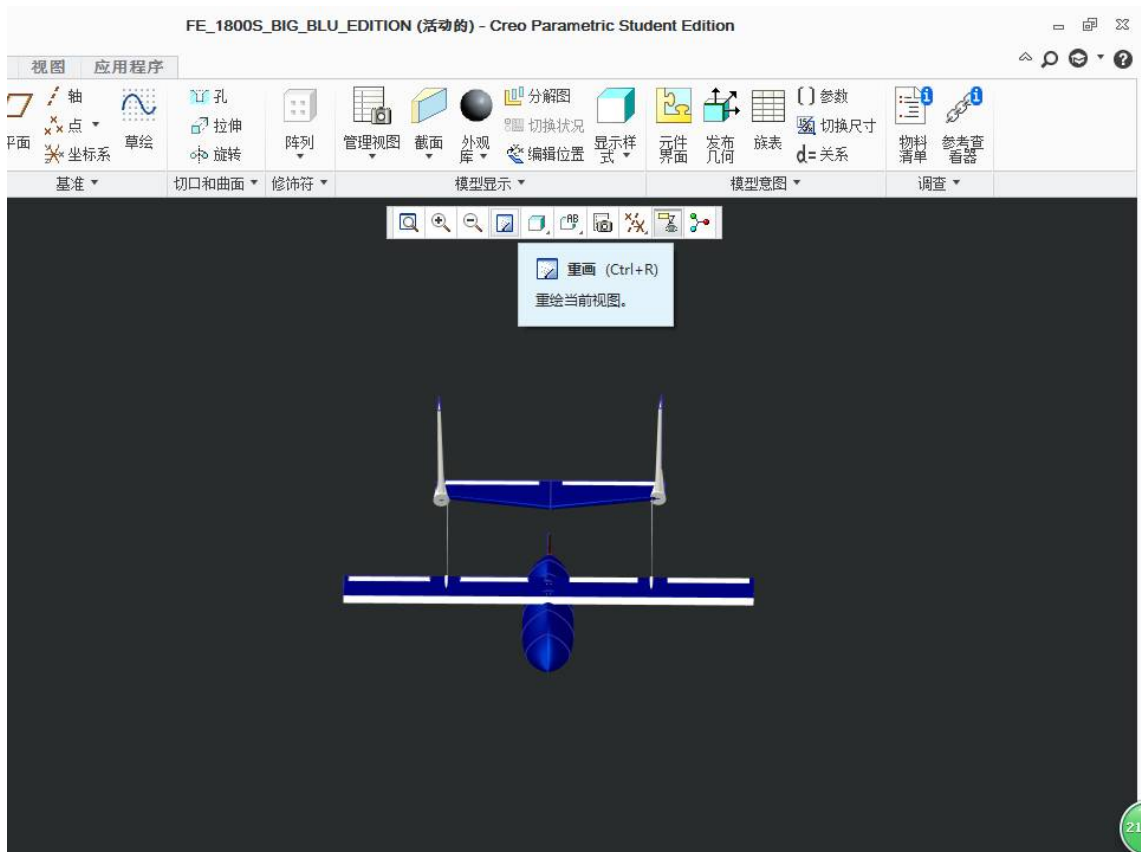 FE_1800S_BIG_BLU_EDITION (活动的) - Creo Parametric Student Edition
视图 应用程序
轴
点
坐标系
平面
草绘
孔
拉伸
旋转
阵列
管理视图
截面
外观
库
分解图
切换状况
编辑位置
显示样
式
元件
界面
发布
几何
族表
[ ] 参数
切换尺寸
d= 关系
物料
清单
参考查
看器
基准
切口和曲面
修饰符
模型显示
模型意图
调查
重画 (Ctrl+R)
重绘当前视图。
21